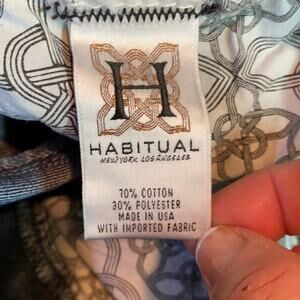 H
HABITUAL
NEW YORK LOS ANGELES
70% COTTON
30% POLYESTER
MADE IN USA
WITH IMPORTED FABRIC